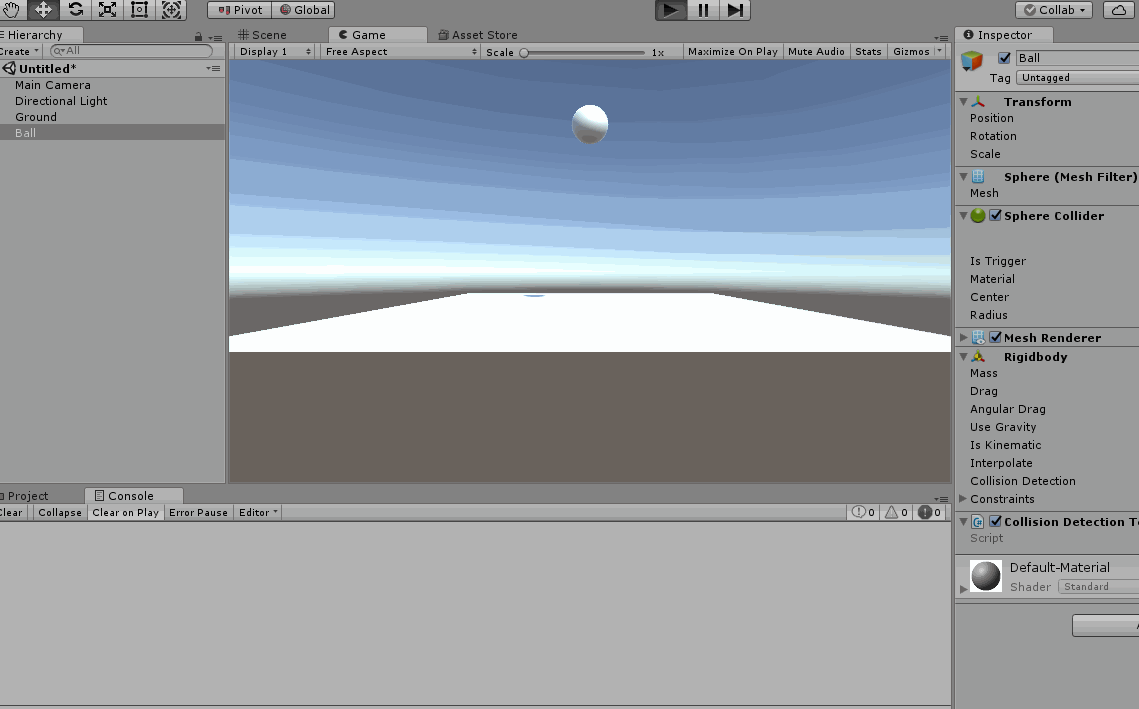 Pivot Global Collab
Hierarchy
Create All
Untitled*
Main Camera
Directional Light
Ground
Ball
Scene Game Asset Store
Display 1 Free Aspect Scale 1x Maximize On Play Mute Audio Stats Gizmos
Inspector
Ball
Tag Untagged
Transform
Position
Rotation
Scale
Sphere (Mesh Filter)
Mesh
Sphere Collider
Is Trigger
Material
Center
Radius
Mesh Renderer
Rigidbody
Mass
Drag
Angular Drag
Use Gravity
Is Kinematic
Interpolate
Collision Detection
Constraints
Collision Detection
Script
Default-Material
Shader Standard
Project Console
Clear Collapse Clear on Play Error Pause Editor 0 0 0